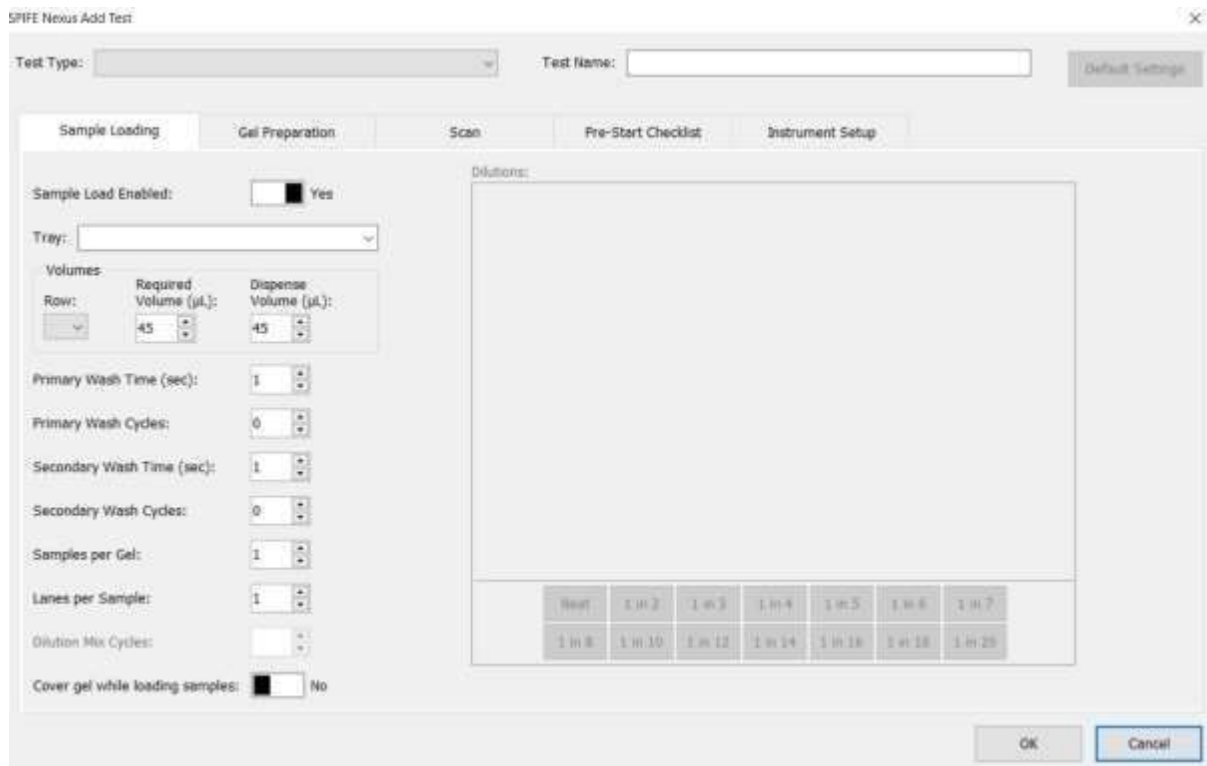 SPIFE Nexus Add Test
Test Type: Test Name: Default Settings
Sample Loading Gel Preparation Scan Pre-Start Checklist Instrument Setup
Sample Load Enabled: Yes
Tray:
Volumes
Row: Required Volume (µL): Dispense Volume (µL):
45 45
Primary Wash Time (sec): 1
Primary Wash Cycles: 0
Secondary Wash Time (sec): 1
Secondary Wash Cycles: 0
Samples per Gel: 1
Lanes per Sample: 1
Dilution Mix Cycles:
Cover gel while loading samples: No
Dilutions:
Neat 1 in 2 1 in 3 1 in 4 1 in 5 1 in 6 1 in 7
1 in 8 1 in 10 1 in 12 1 in 14 1 in 16 1 in 18 1 in 20
OK Cancel